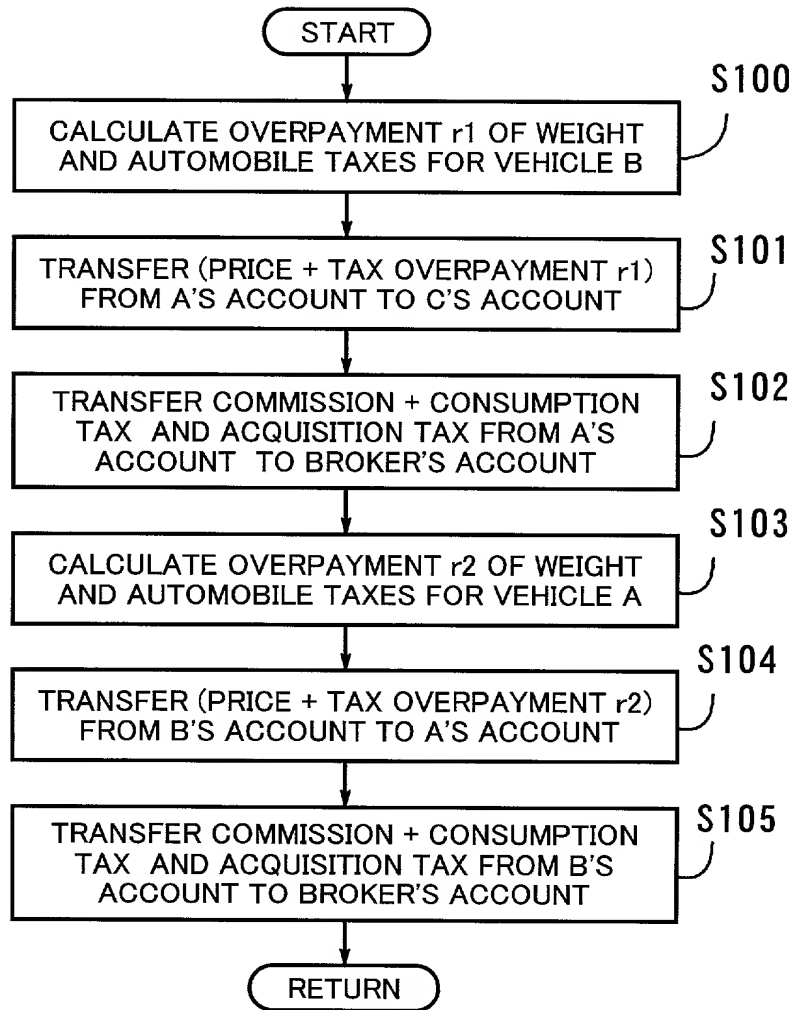 START
S100
CALCULATE OVERPAYMENT r1 OF WEIGHT
AND AUTOMOBILE TAXES FOR VEHICLE B
S101
TRANSFER (PRICE + TAX OVERPAYMENT r1)
FROM A'S ACCOUNT TO C'S ACCOUNT
S102
TRANSFER COMMISSION + CONSUMPTION
TAX AND ACQUISITION TAX FROM A'S
ACCOUNT TO BROKER'S ACCOUNT
S103
CALCULATE OVERPAYMENT r2 OF WEIGHT
AND AUTOMOBILE TAXES FOR VEHICLE A
S104
TRANSFER (PRICE + TAX OVERPAYMENT r2)
FROM B'S ACCOUNT TO A'S ACCOUNT
S105
TRANSFER COMMISSION + CONSUMPTION
TAX AND ACQUISITION TAX FROM B'S
ACCOUNT TO BROKER'S ACCOUNT
RETURN